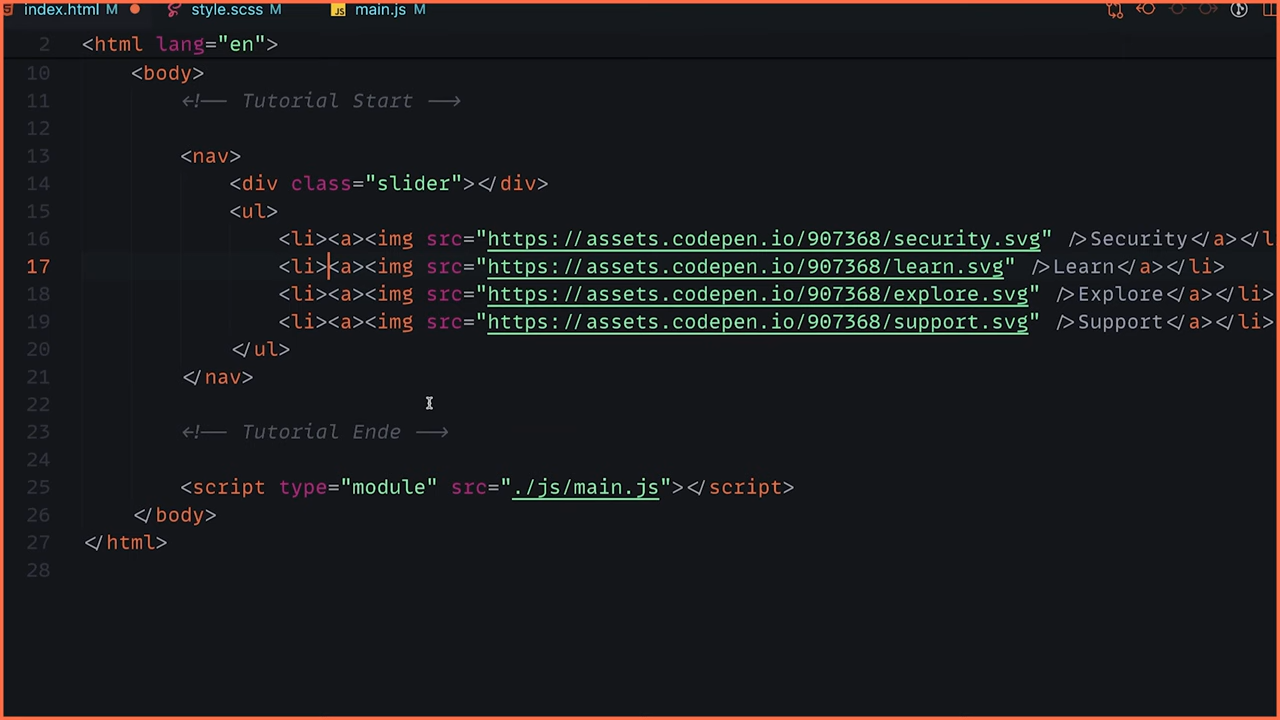 index.html M style.scss M JS main.js M
2 <html lang="en">
10 <body>
11 <!-- Tutorial Start -->
12
13 <nav>
14 <div class="slider"></div>
15 <ul>
16 <li><a><img src="https://assets.codepen.io/907368/security.svg" />Security</a></l
17 <li><a><img src="https://assets.codepen.io/907368/learn.svg" />Learn</a></li>
18 <li><a><img src="https://assets.codepen.io/907368/explore.svg" />Explore</a></li>
19 <li><a><img src="https://assets.codepen.io/907368/support.svg" />Support</a></li>
20 </ul>
21 </nav>
22
23 <!-- Tutorial Ende -->
24
25 <script type="module" src="./js/main.js"></script>
26 </body>
27 </html>
28